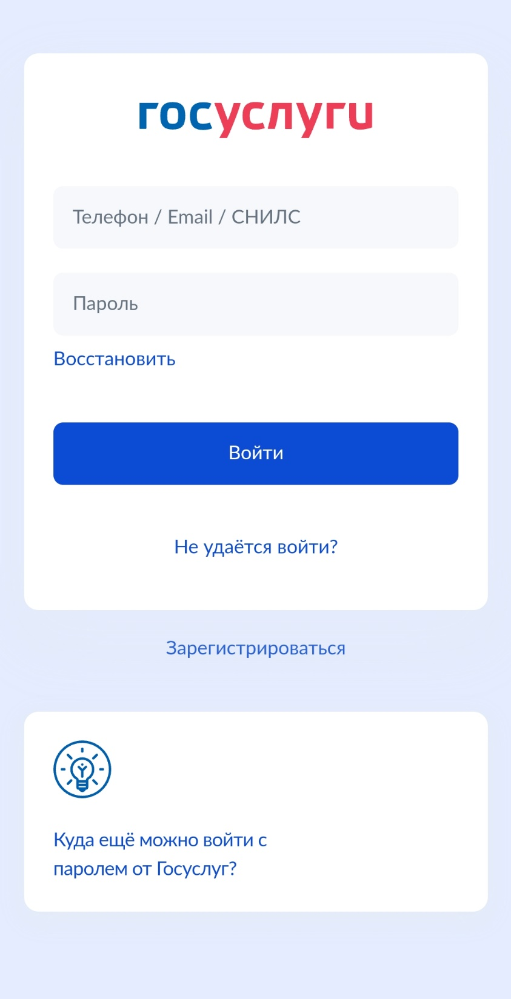 госуслуги
Телефон / Email / СНИЛС
Пароль
Восстановить
Войти
Не удаётся войти?
Зарегистрироваться
Куда ещё можно войти с
паролем от Госуслуг?